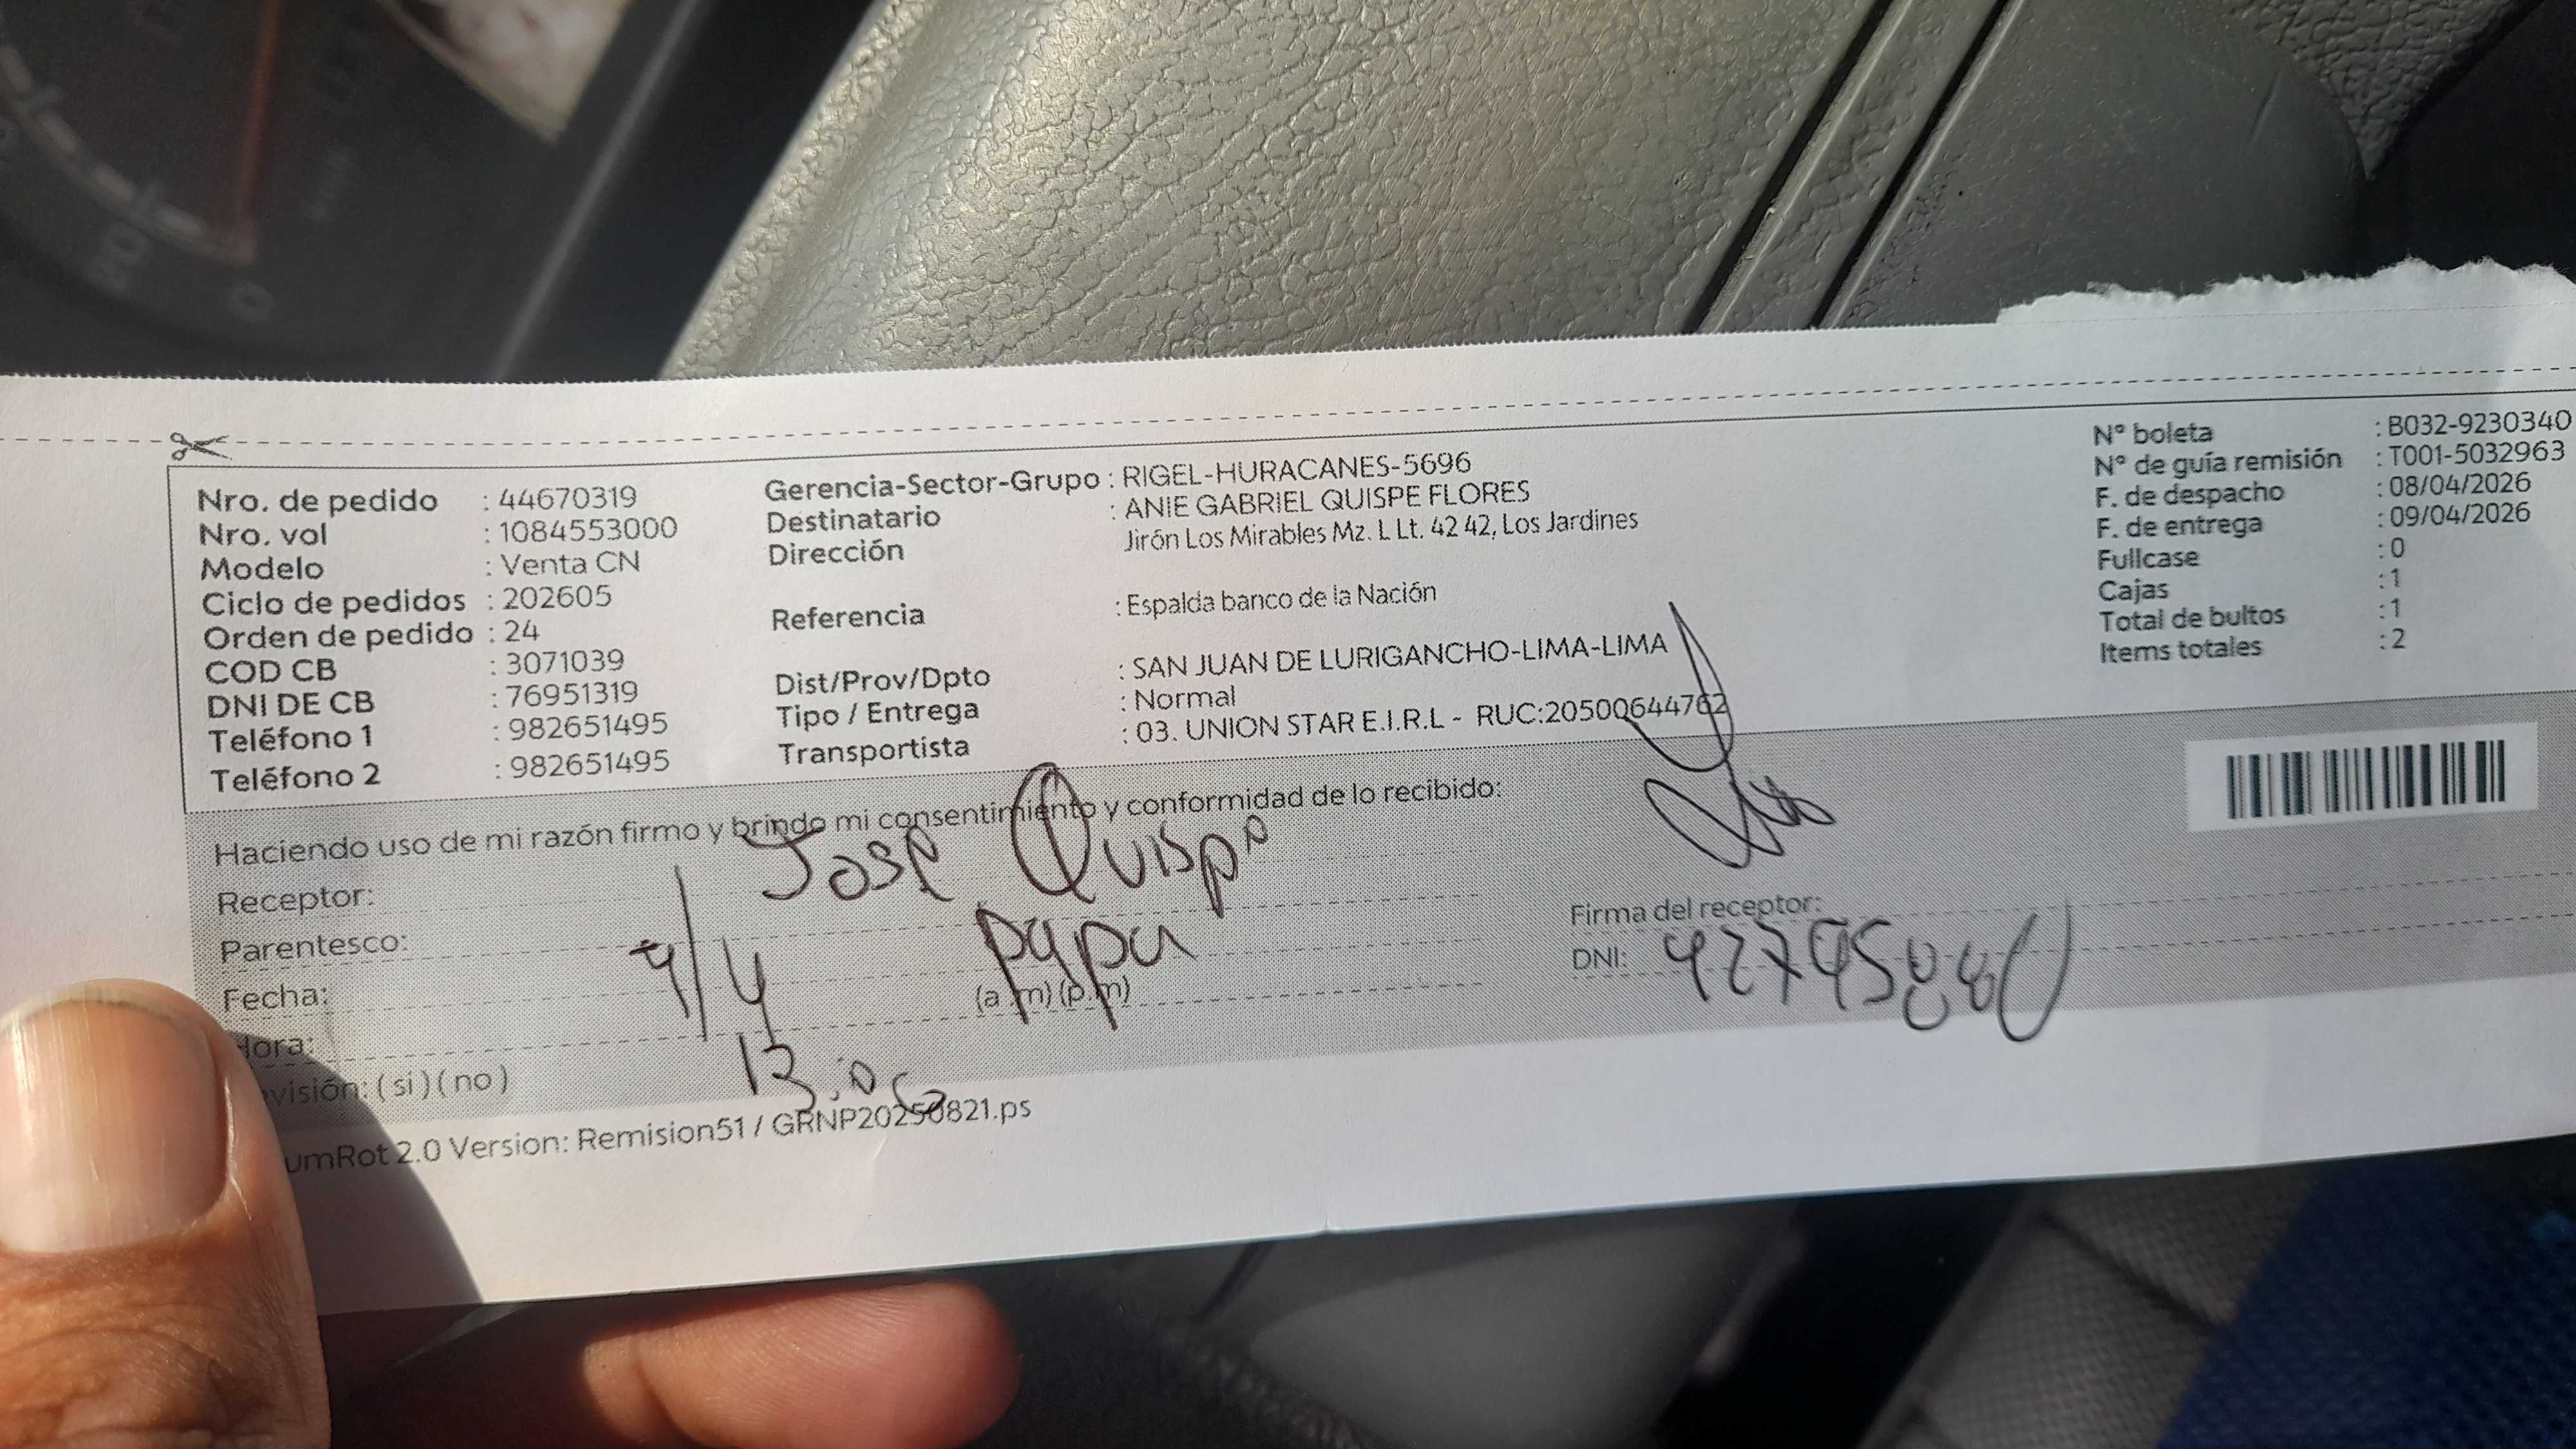 Nro. de pedido : 44670319
Nro. vol : 1084553000
Modelo : Venta CN
Ciclo de pedidos : 202605
Orden de pedido : 24
COD CB : 3071039
DNI DE CB : 76951319
Teléfono 1 : 982651495
Teléfono 2 : 982651495
Gerencia-Sector-Grupo : RIGEL-HURACANES-5696
Destinatario : ANIE GABRIEL QUISPE FLORES
Dirección Jirón Los Mirables Mz. L Lt. 42 42, Los Jardines
Referencia : Espalda banco de la Nación
Dist/Prov/Dpto : SAN JUAN DE LURIGANCHO-LIMA-LIMA
Tipo / Entrega : Normal
Transportista : 03. UNION STAR E.I.R.L - RUC:20500644762
N° boleta : B032-9230340
N° de guía remisión : T001-5032963
F. de despacho : 08/04/2026
F. de entrega : 09/04/2026
Fullcase : 0
Cajas : 1
Total de bultos : 1
Items totales : 2
Haciendo uso de mi razón firmo y brindo mi consentimiento y conformidad de lo recibido:
Receptor: Jose Quispe
Parentesco: papa
Fecha: 9/4 (a.m) (p.m)
Hora:
visión: ( si ) ( no )
Firma del receptor:
DNI:
umRot 2.0 Version: Remision51 / GRNP20250821.ps
20
0